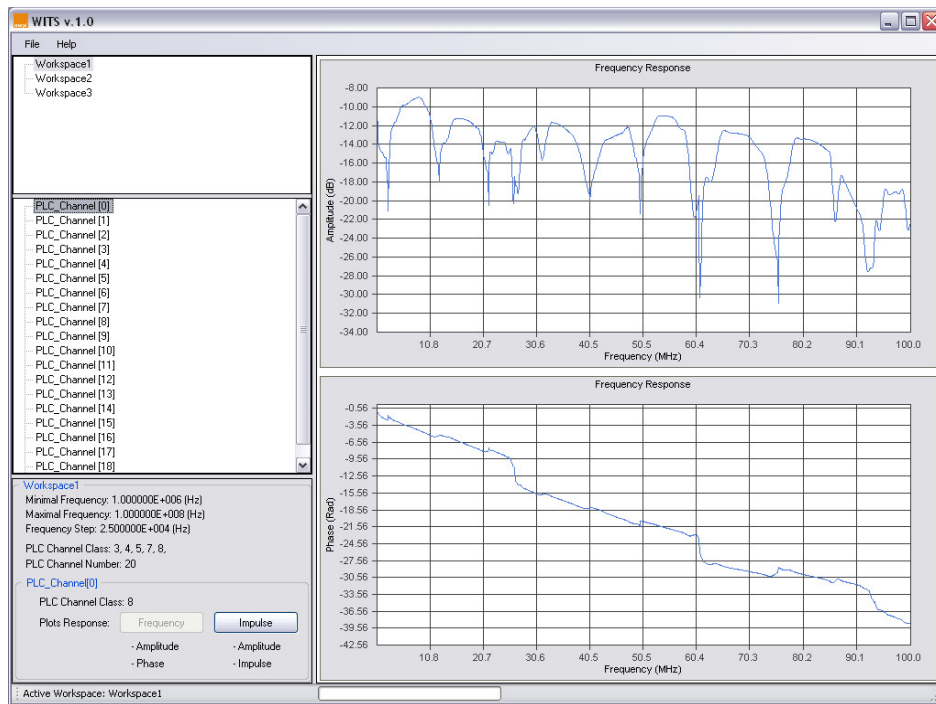 WITS v.1.0
File Help
Workspace1
Workspace2
Workspace3
PLC_Channel [0]
PLC_Channel [1]
PLC_Channel [2]
PLC_Channel [3]
PLC_Channel [4]
PLC_Channel [5]
PLC_Channel [6]
PLC_Channel [7]
PLC_Channel [8]
PLC_Channel [9]
PLC_Channel [10]
PLC_Channel [11]
PLC_Channel [12]
PLC_Channel [13]
PLC_Channel [14]
PLC_Channel [15]
PLC_Channel [16]
PLC_Channel [17]
PLC_Channel [18]
Workspace1
Minimal Frequency: 1.000000E+006 (Hz)
Maximal Frequency: 1.000000E+008 (Hz)
Frequency Step: 2.500000E+004 (Hz)
PLC Channel Class: 3, 4, 5, 7, 8,
PLC Channel Number: 20
PLC_Channel[0]
PLC Channel Class: 8
Plots Response: Frequency Impulse
- Amplitude - Amplitude
- Phase - Impulse
Frequency Response
Amplitude (dB)
-8.00
-10.00
-12.00
-14.00
-16.00
-18.00
-20.00
-22.00
-24.00
-26.00
-28.00
-30.00
-32.00
-34.00
10.8 20.7 30.6 40.5 50.5 60.4 70.3 80.2 90.1 100.0
Frequency (MHz)
Frequency Response
Phase (Rad)
-0.56
-3.56
-6.56
-9.56
-12.56
-15.56
-18.56
-21.56
-24.56
-27.56
-30.56
-33.56
-36.56
-39.56
-42.56
10.8 20.7 30.6 40.5 50.5 60.4 70.3 80.2 90.1 100.0
Frequency (MHz)
Active Workspace: Workspace1